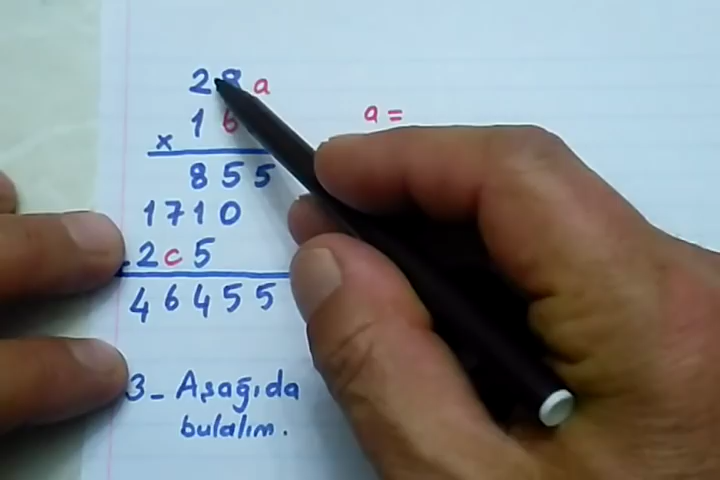 28a
x 16
855
1710
2c5
46455
a =
3- Aşağıda
bulalım.